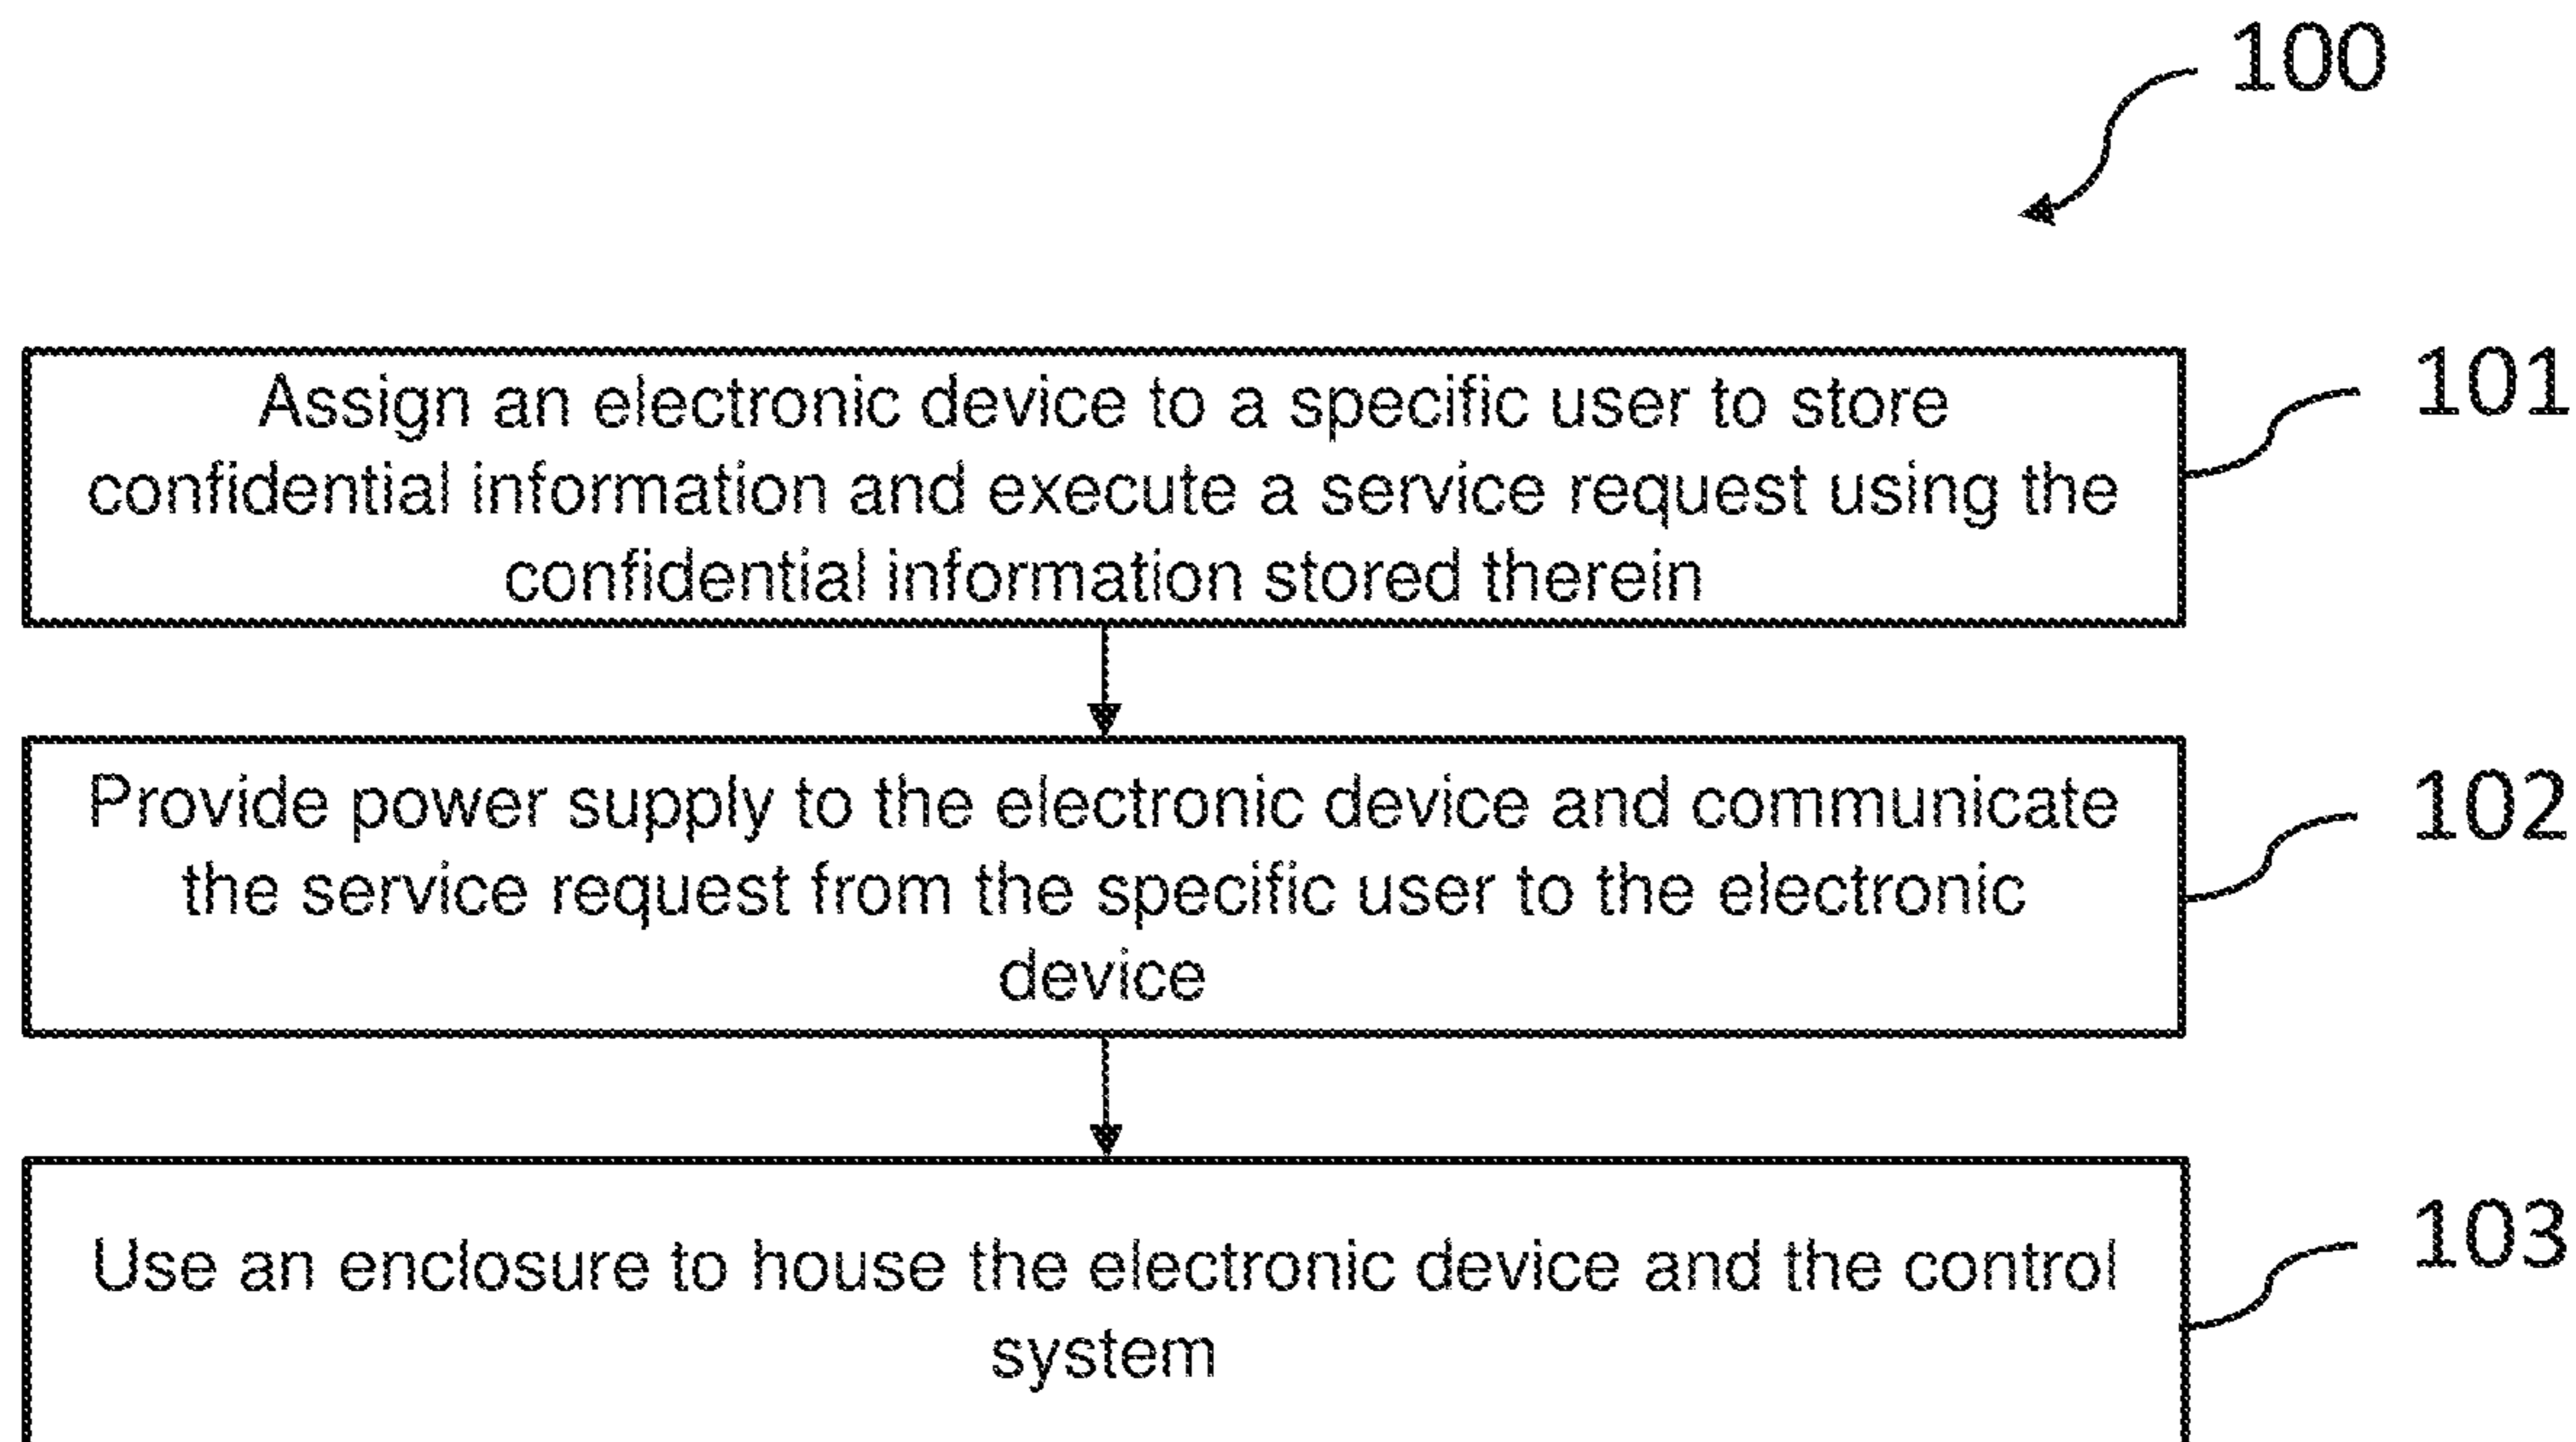 100
Assign an electronic device to a specific user to store
confidential information and execute a service request using the
confidential information stored therein
101
Provide power supply to the electronic device and communicate
the service request from the specific user to the electronic
device
102
Use an enclosure to house the electronic device and the control
system
103